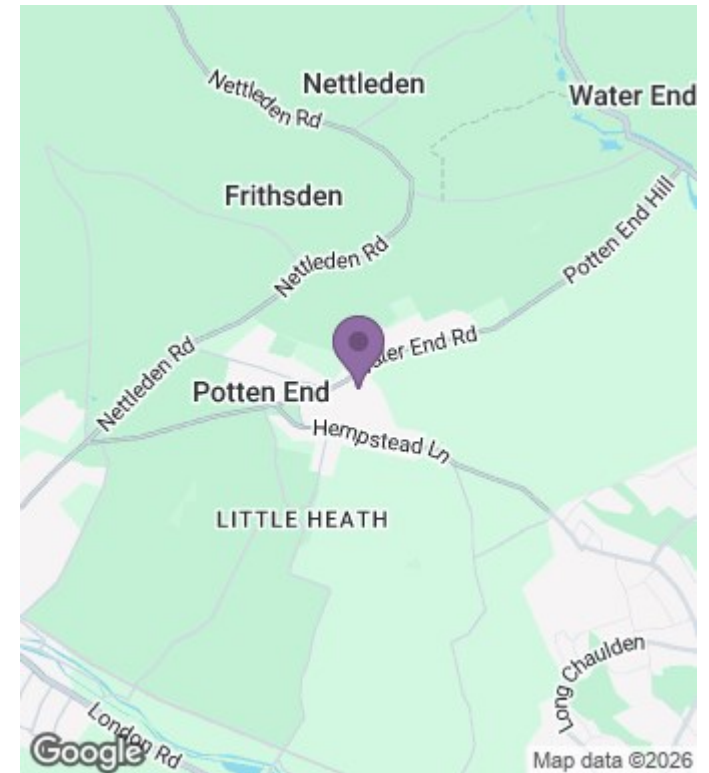 Nettleden
Nettleden Rd
Water End
Frithsden
Potten End Hill
Nettleden Rd
Water End Rd
Nettleden Rd
Potten End
Hempstead Ln
LITTLE HEATH
Long Chaulden
London Rd
Google
Map data ©2026